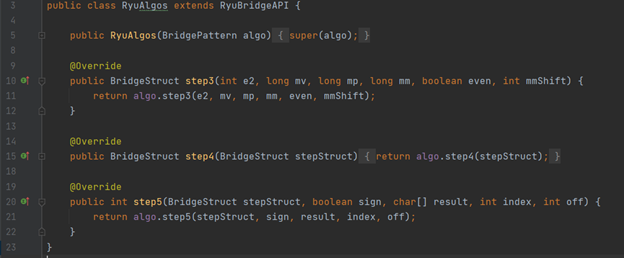 3 public class RyuAlgos extends RyuBridgeAPI {
4
5 public RyuAlgos(BridgePattern algo) { super(algo); }
8
9 @Override
10 public BridgeStruct step3(int e2, long mv, long mp, long mm, boolean even, int mmShift) {
11 return algo.step3(e2, mv, mp, mm, even, mmShift);
12 }
13
14 @Override
15 public BridgeStruct step4(BridgeStruct stepStruct) { return algo.step4(stepStruct); }
18
19 @Override
20 public int step5(BridgeStruct stepStruct, boolean sign, char[] result, int index, int off) {
21 return algo.step5(stepStruct, sign, result, index, off);
22 }
23 }